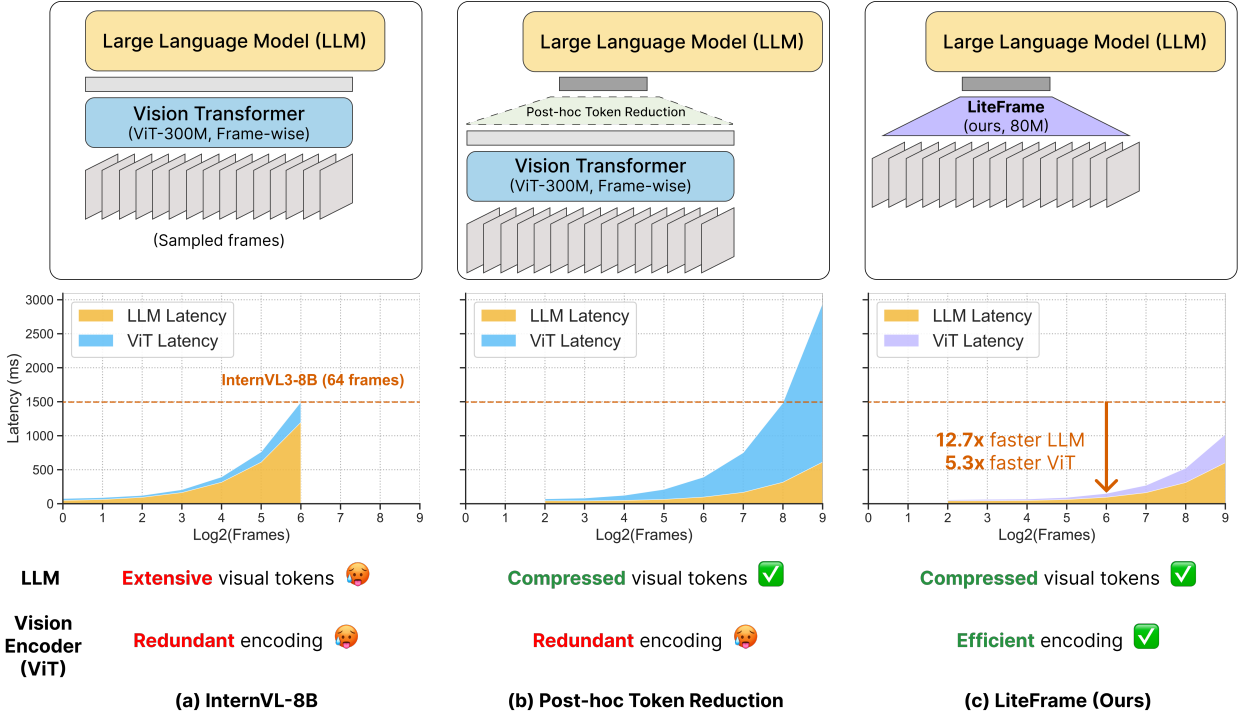 Large Language Model (LLM)
Vision Transformer
(ViT-300M, Frame-wise)
(Sampled frames)
Large Language Model (LLM)
Post-hoc Token Reduction
Vision Transformer
(ViT-300M, Frame-wise)
Large Language Model (LLM)
LiteFrame
(ours, 80M)
Latency (ms)
3000
2500
2000
1500
1000
500
0
LLM Latency
ViT Latency
InternVL3-8B (64 frames)
0 1 2 3 4 5 6 7 8 9
Log2(Frames)
LLM Latency
ViT Latency
0 1 2 3 4 5 6 7 8 9
Log2(Frames)
LLM Latency
ViT Latency
12.7x faster LLM
5.3x faster ViT
0 1 2 3 4 5 6 7 8 9
Log2(Frames)
LLM
Extensive visual tokens 🥵
Compressed visual tokens ✅
Compressed visual tokens ✅
Vision
Encoder
(ViT)
Redundant encoding 🥵
Redundant encoding 🥵
Efficient encoding ✅
(a) InternVL-8B
(b) Post-hoc Token Reduction
(c) LiteFrame (Ours)